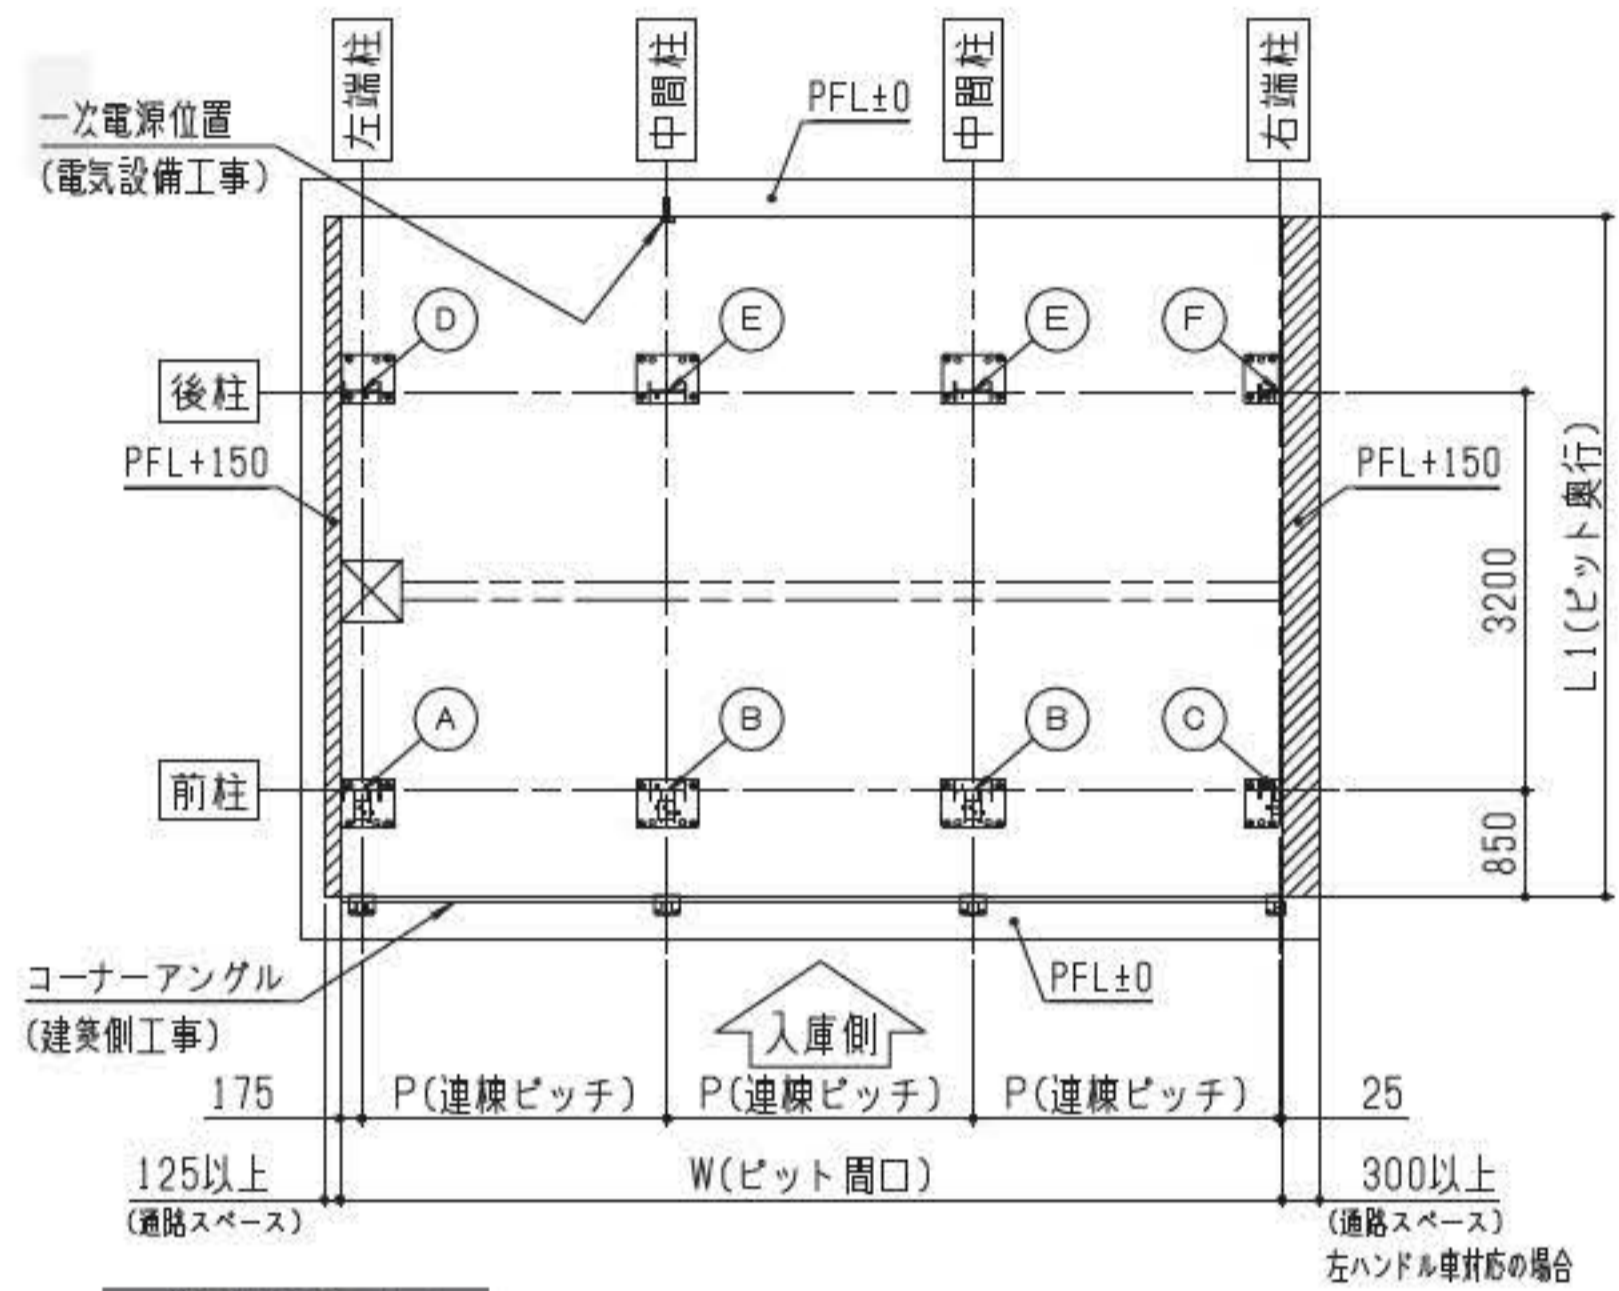 左端柱
中間柱
中間柱
右端柱
一次電源位置
(電気設備工事)
PFL±0
D
E
E
F
後柱
PFL+150
PFL+150
L1(ピット奥行)
3200
A
B
B
C
前柱
850
コーナーアングル
(建築側工事)
PFL±0
入庫側
175
P(連棟ピッチ)
P(連棟ピッチ)
P(連棟ピッチ)
25
125以上
(通路スペース)
W(ピット間口)
300以上
(通路スペース)
左ハンドル車対応の場合